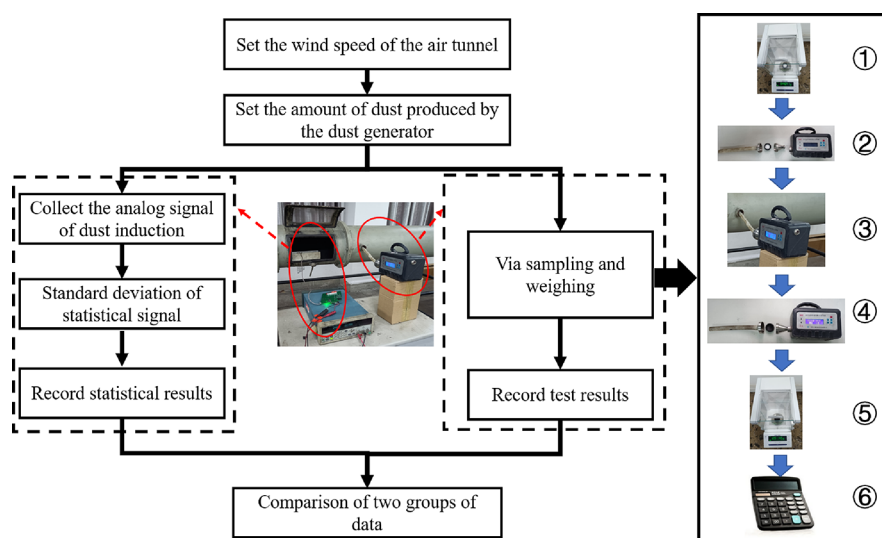 Set the wind speed of the air tunnel
Set the amount of dust produced by
the dust generator
Collect the analog signal
of dust induction
Standard deviation of
statistical signal
Record statistical results
Via sampling and
weighing
Record test results
Comparison of two groups of
data
①
②
③
④
⑤
⑥